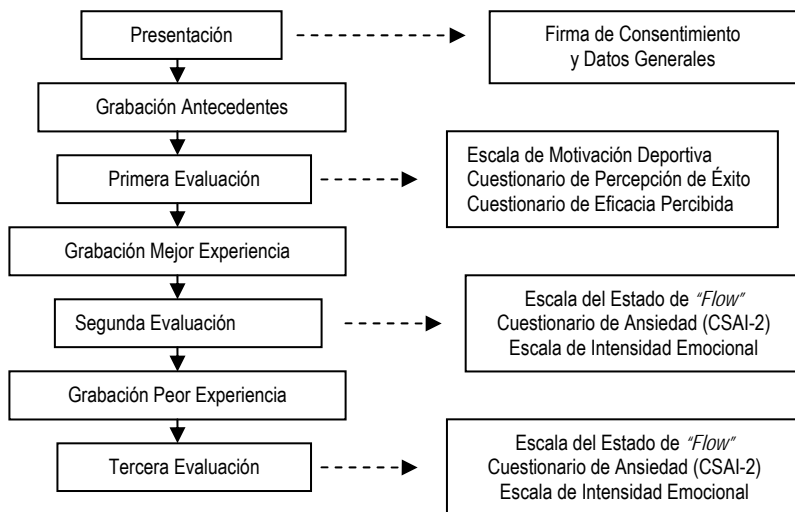 Presentación
Firma de Consentimiento
y Datos Generales
Grabación Antecedentes
Primera Evaluación
Escala de Motivación Deportiva
Cuestionario de Percepción de Éxito
Cuestionario de Eficacia Percibida
Grabación Mejor Experiencia
Segunda Evaluación
Escala del Estado de "Flow"
Cuestionario de Ansiedad (CSAI-2)
Escala de Intensidad Emocional
Grabación Peor Experiencia
Tercera Evaluación
Escala del Estado de "Flow"
Cuestionario de Ansiedad (CSAI-2)
Escala de Intensidad Emocional